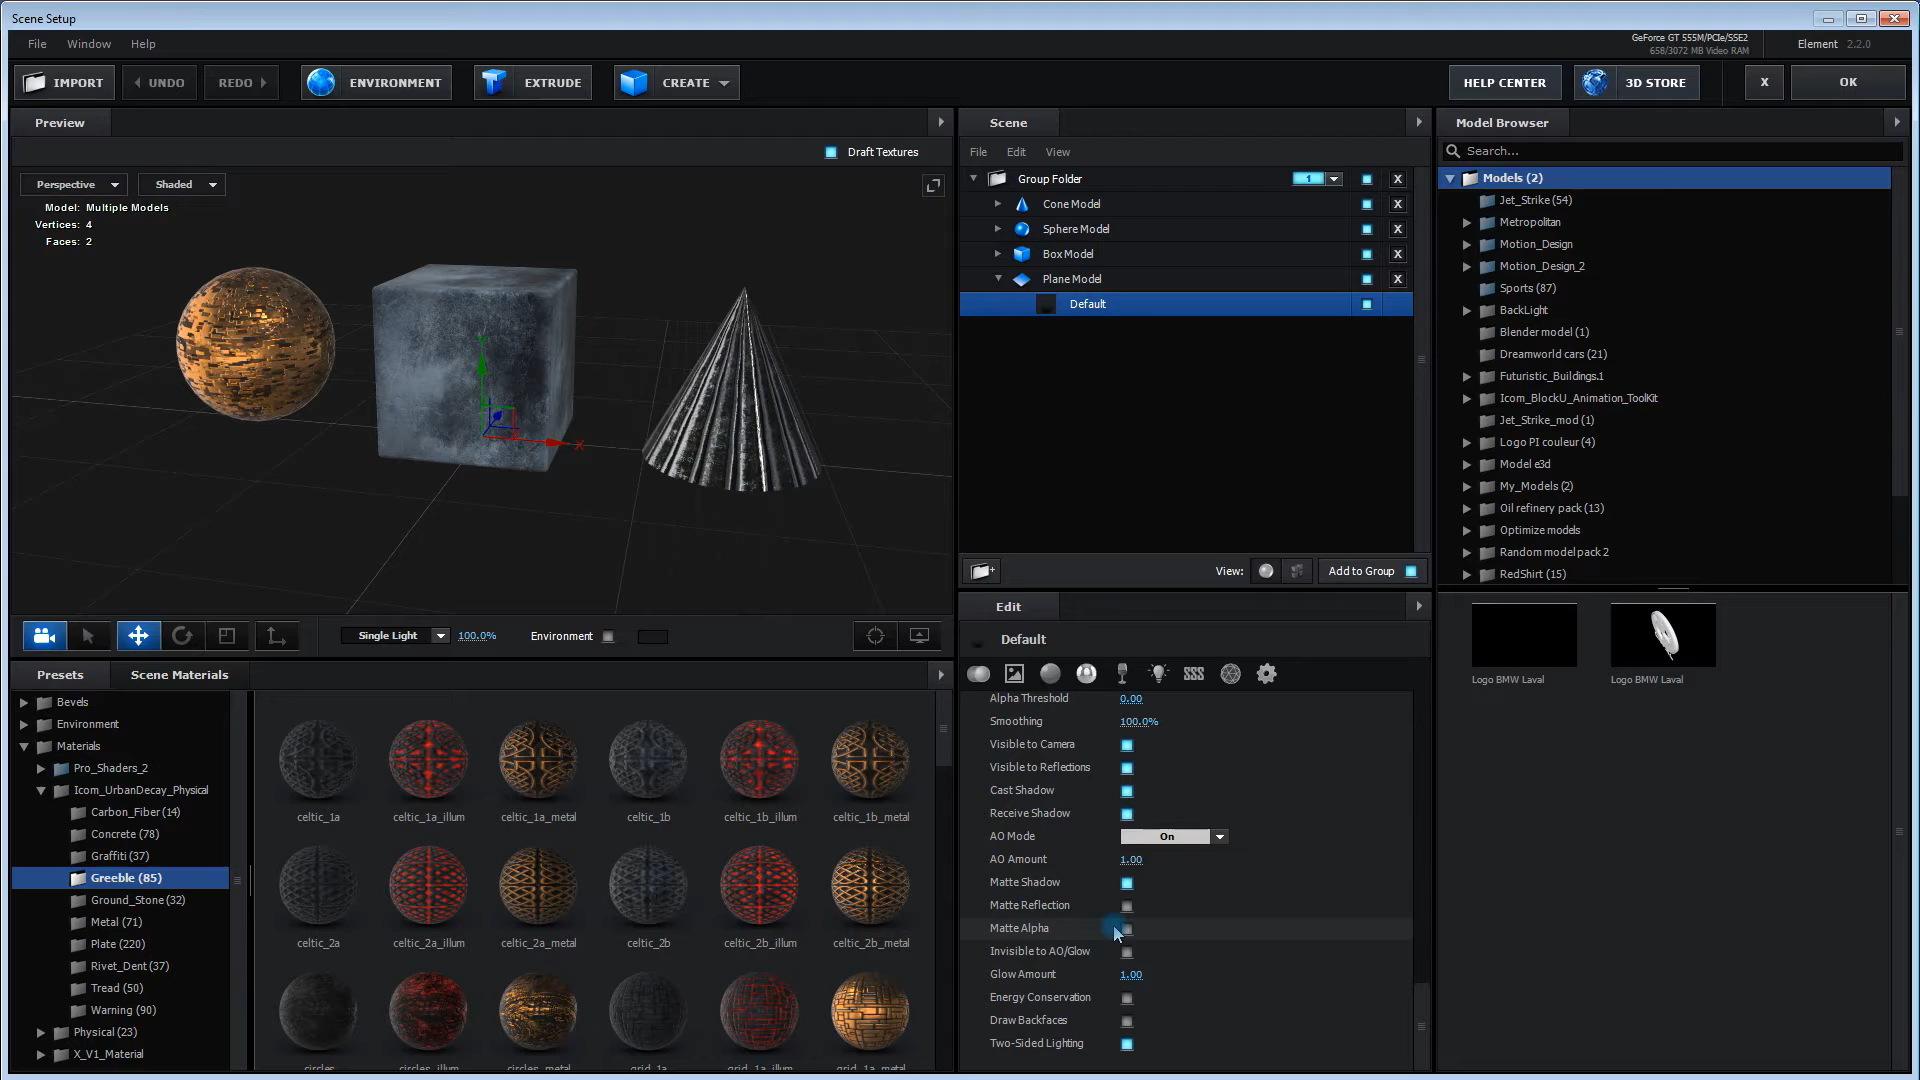 Scene Setup
File Window Help
GeForce GT 555M/PCIe/SSE2
658/3072 MB Video RAM
Element 2.2.0
IMPORT UNDO REDO ENVIRONMENT EXTRUDE CREATE HELP CENTER 3D STORE X OK
Preview
Draft Textures
Perspective Shaded
Model: Multiple Models
Vertices: 4
Faces: 2
Y
X
Single Light 100.0% Environment
Scene
File Edit View
Group Folder 1 X
Cone Model X
Sphere Model X
Box Model X
Plane Model X
Default
View: Add to Group
Model Browser
Search...
Models (2)
Jet_Strike (54)
Metropolitan
Motion_Design
Motion_Design_2
Sports (87)
BackLight
Blender model (1)
Dreamworld cars (21)
Futuristic_Buildings.1
Icom_BlockU_Animation_ToolKit
Jet_Strike_mod (1)
Logo PI couleur (4)
Model e3d
My_Models (2)
Oil refinery pack (13)
Optimize models
Random model pack 2
RedShirt (15)
Logo BMW Laval
Logo BMW Laval
Presets Scene Materials
Bevels
Environment
Materials
Pro_Shaders_2
Icom_UrbanDecay_Physical
Carbon_Fiber (14)
Concrete (78)
Graffiti (37)
Greeble (85)
Ground_Stone (32)
Metal (71)
Plate (220)
Rivet_Dent (37)
Tread (50)
Warning (90)
Physical (23)
X_V1_Material
celtic_1a celtic_1a_illum celtic_1a_metal celtic_1b celtic_1b_illum celtic_1b_metal
celtic_2a celtic_2a_illum celtic_2a_metal celtic_2b celtic_2b_illum celtic_2b_metal
circles circles_illum circles_metal grid_1a grid_1a_illum grid_1a_metal
Edit
Default
SSS
Alpha Threshold 0.00
Smoothing 100.0%
Visible to Camera
Visible to Reflections
Cast Shadow
Receive Shadow
AO Mode On
AO Amount 1.00
Matte Shadow
Matte Reflection
Matte Alpha
Invisible to AO/Glow
Glow Amount 1.00
Energy Conservation
Draw Backfaces
Two-Sided Lighting